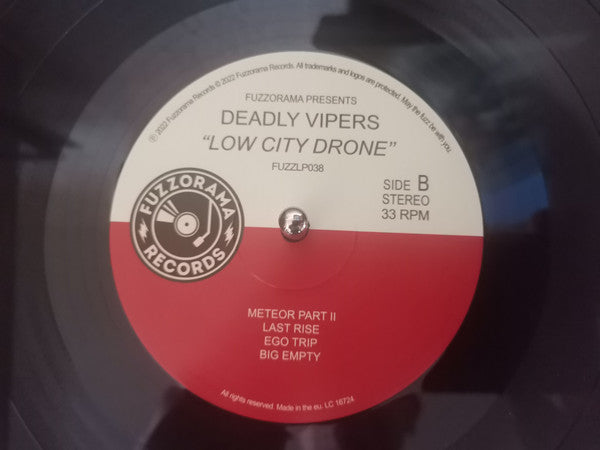 ℗ 2022 Fuzzorama Records © 2022 Fuzzorama Records. All trademarks and logos are protected. May the fuzz be with you.
FUZZORAMA PRESENTS
DEADLY VIPERS
“LOW CITY DRONE”
FUZZLP038
SIDE B
STEREO
33 RPM
FUZZORAMA
RECORDS
METEOR PART II
LAST RISE
EGO TRIP
BIG EMPTY
All rights reserved. Made in the eu. LC 16724